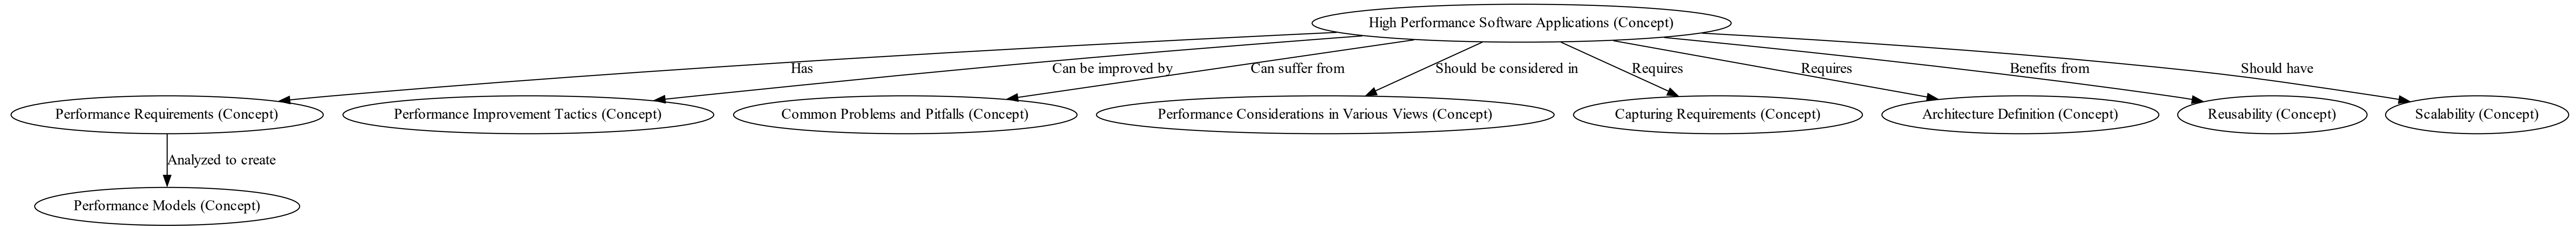 High Performance Software Applications (Concept)
Has
Can be improved by
Can suffer from
Should be considered in
Requires
Requires
Benefits from
Should have
Performance Requirements (Concept)
Performance Improvement Tactics (Concept)
Common Problems and Pitfalls (Concept)
Performance Considerations in Various Views (Concept)
Capturing Requirements (Concept)
Architecture Definition (Concept)
Reusability (Concept)
Scalability (Concept)
Analyzed to create
Performance Models (Concept)